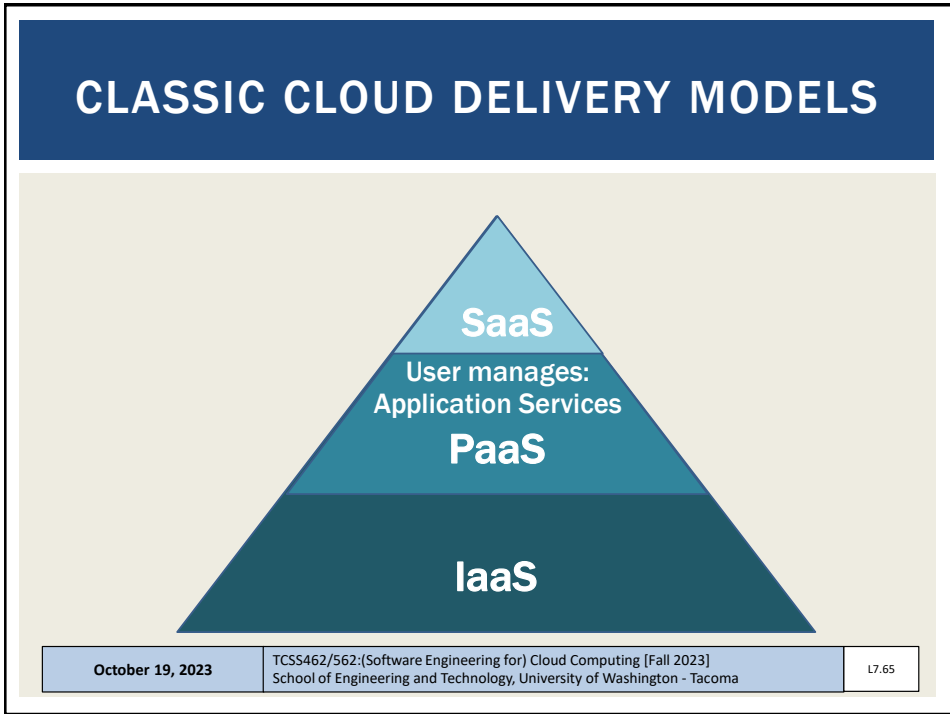 CLASSIC CLOUD DELIVERY MODELS
SaaS
User manages:
Application Services
PaaS
IaaS
October 19, 2023
TCSS462/562:(Software Engineering for) Cloud Computing [Fall 2023]
School of Engineering and Technology, University of Washington - Tacoma
L7.65